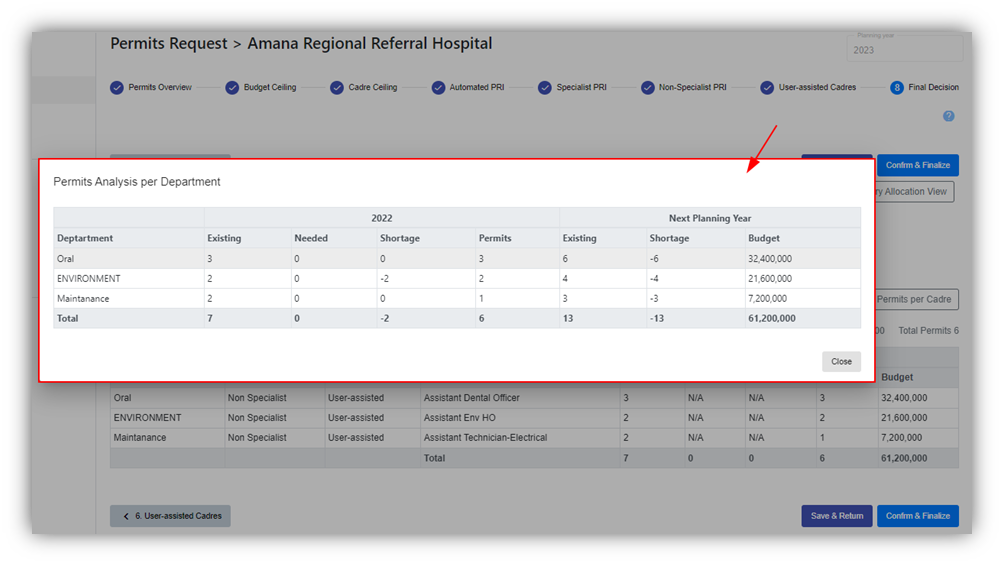 Permits Request > Amana Regional Referral Hospital
Planning year
2023
Permits Overview
Budget Ceiling
Cadre Ceiling
Automated PRI
Specialist PRI
Non-Specialist PRI
User-assisted Cadres
8 Final Decision
?
Confirm & Finalize
ry Allocation View
Permits Analysis per Department
2022 Next Planning Year
Deptartment Existing Needed Shortage Permits Existing Shortage Budget
Oral 3 0 0 3 6 -6 32,400,000
ENVIRONMENT 2 0 -2 2 4 -4 21,600,000
Maintanance 2 0 0 1 3 -3 7,200,000
Total 7 0 -2 6 13 -13 61,200,000
Close
Permits per Cadre
00 Total Permits 6
Budget
Oral Non Specialist User-assisted Assistant Dental Officer 3 N/A N/A 3 32,400,000
ENVIRONMENT Non Specialist User-assisted Assistant Env HO 2 N/A N/A 2 21,600,000
Maintanance Non Specialist User-assisted Assistant Technician-Electrical 2 N/A N/A 1 7,200,000
Total 7 0 0 6 61,200,000
6. User-assisted Cadres
Save & Return
Confirm & Finalize